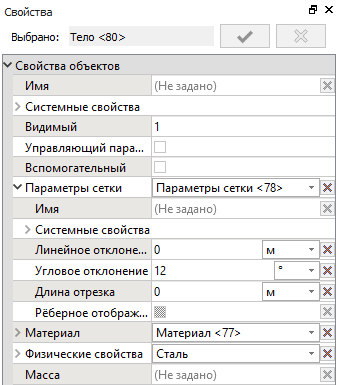 Свойства
Выбрано: Тело <80>
Свойства объектов
Имя (Не задано)
Системные свойства
Видимый 1
Управляющий пара...
Вспомогательный
Параметры сетки Параметры сетки <78>
Имя (Не задано)
Системные свойства
Линейное отклоне... 0 м
Угловое отклонение 12 °
Длина отрезка 0 м
Рёберное отображ...
Материал Материал <77>
Физические свойства Сталь
Масса (Не задано)